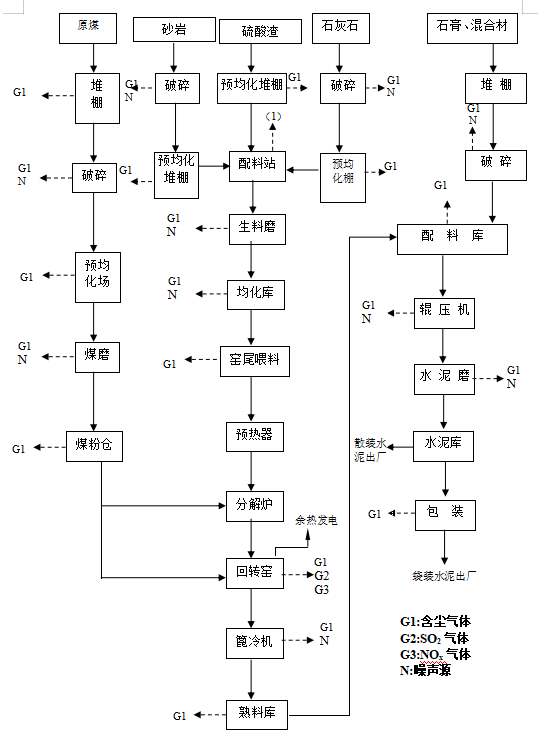 原煤
砂岩
硫酸渣
石灰石
石膏、混合材
G1
堆
棚
G1
N
破碎
预均化堆棚
G1
破碎
G1
N
堆 棚
G1
N
(1)
G1
N
破碎
G1
预均化
堆棚
配料站
预均
化棚
G1
破 碎
G1
G1
N
生料磨
配 料 库
G1
预均
化场
G1
N
均化库
G1
N
辊压机
G1
N
煤磨
G1
窑尾喂料
水 泥 磨
G1
N
G1
煤粉仓
预热器
散装水
泥出厂
水泥库
分解炉
G1
包 装
余热发电
回转窑
G1
G2
G3
袋装水泥出厂
篦冷机
G1
N
G1:含尘气体
G2:SO₂气体
G3:NOₓ气体
N:噪声源
G1
熟料库